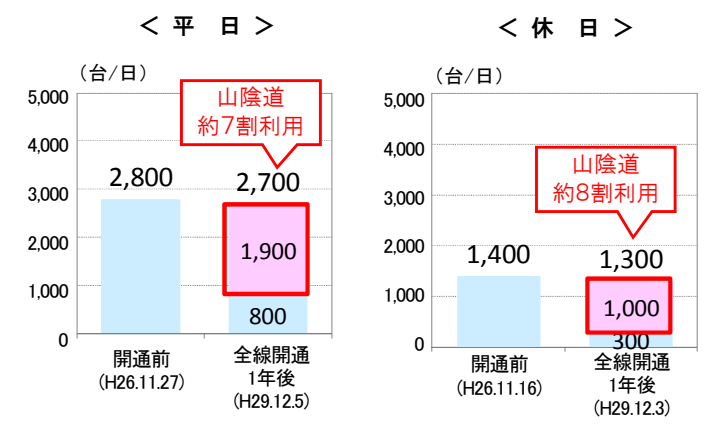 ＜ 平　日 ＞
（台/日）
5,000
4,000
3,000
2,000
1,000
0
山陰道
約7割利用
2,800
2,700
1,900
800
開通前
(H26.11.27)
全線開通
1年後
(H29.12.5)
＜ 休　日 ＞
（台/日）
5,000
4,000
3,000
2,000
1,000
0
山陰道
約8割利用
1,400
1,300
1,000
300
開通前
(H26.11.16)
全線開通
1年後
(H29.12.3)